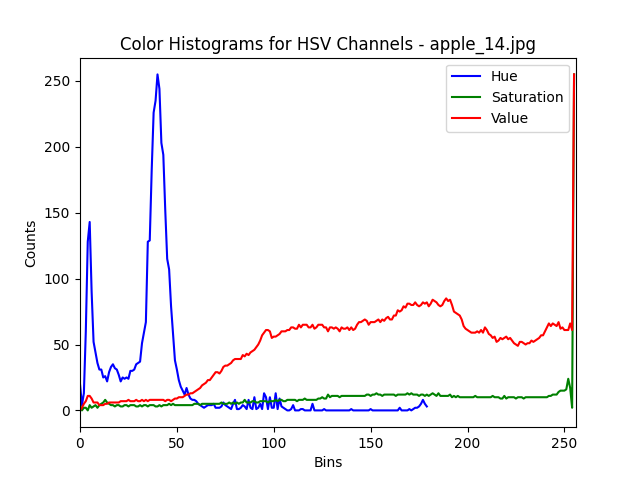 Color Histograms for HSV Channels - apple_14.jpg
Hue
Saturation
Value
Counts
250
200
150
100
50
0
0 50 100 150 200 250
Bins